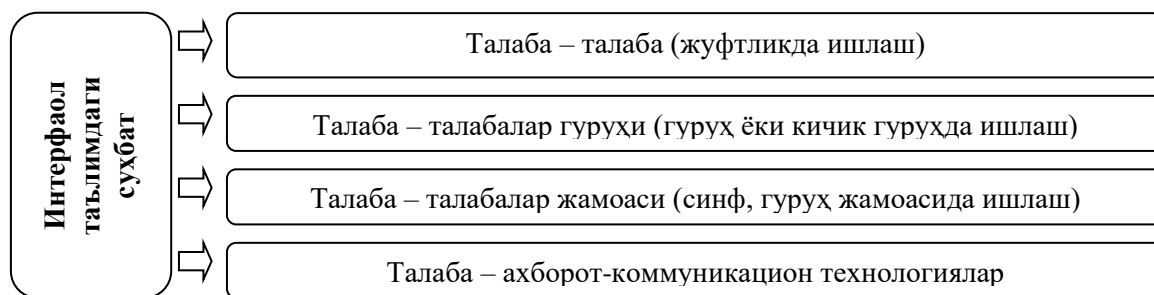 Интерфаол
таълимдаги
суҳбат
Талаба – талаба (жуфтликда ишлаш)
Талаба – талабалар гуруҳи (гуруҳ ёки кичик гуруҳда ишлаш)
Талаба – талабалар жамоаси (синф, гуруҳ жамоасида ишлаш)
Талаба – ахборот-коммуникацион технологиялар